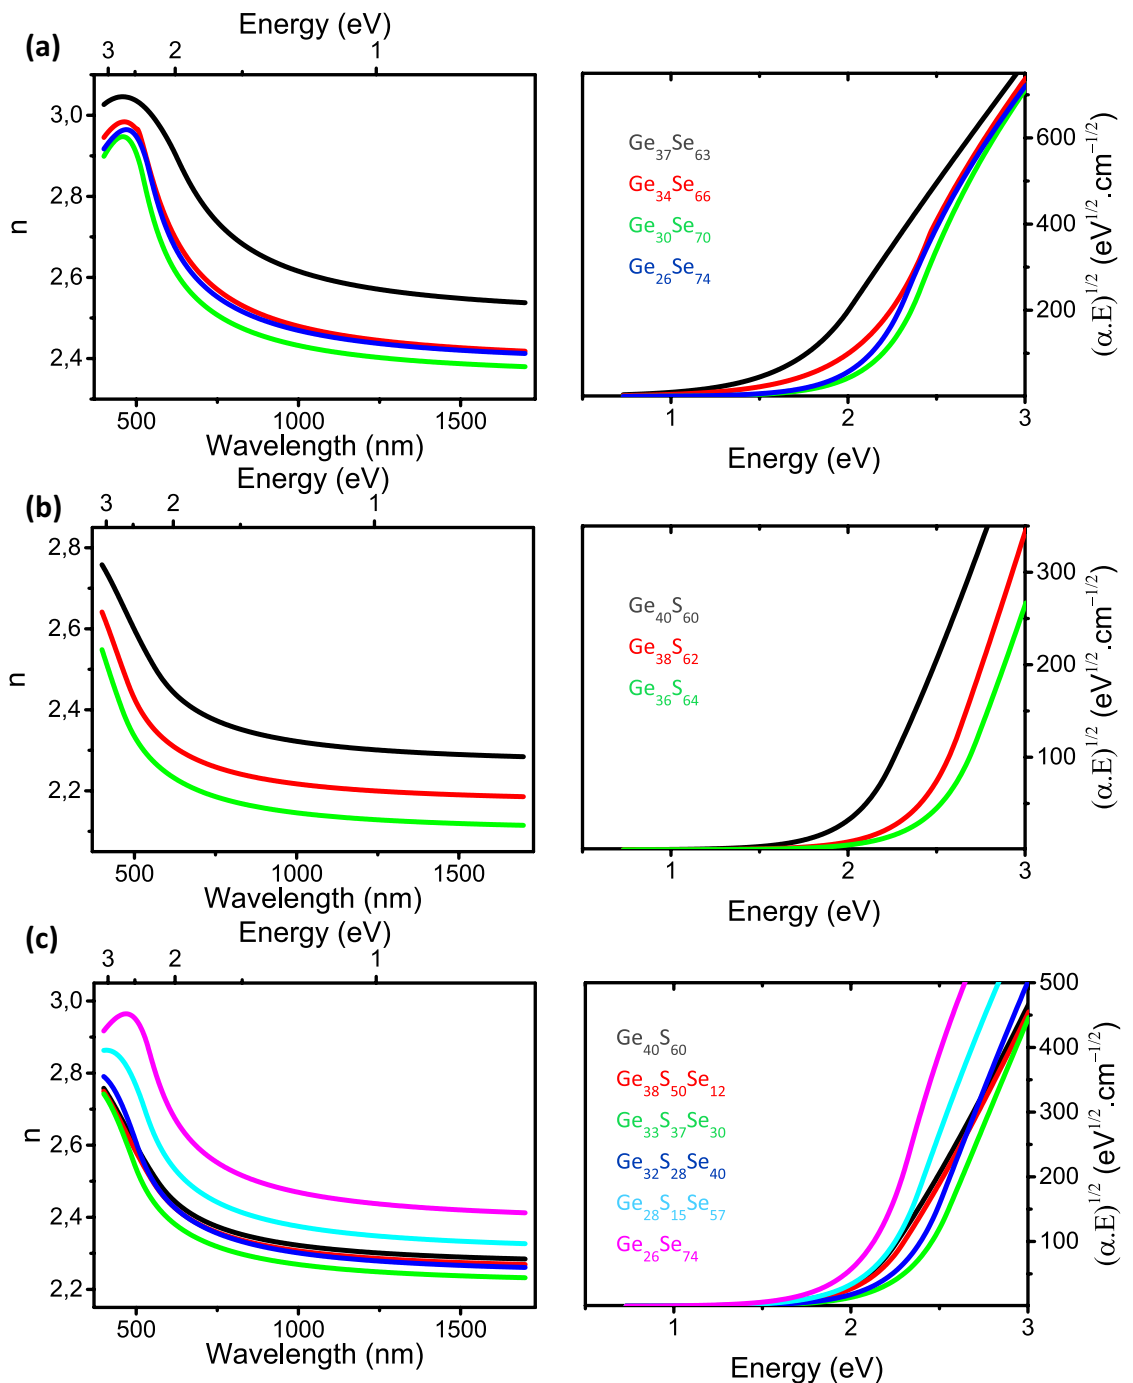 (a)
Energy (eV)
3 2 1
3,0
2,8
2,6
2,4
n
500 1000 1500
Wavelength (nm)
Ge37Se63
Ge34Se66
Ge30Se70
Ge26Se74
600
400
200
(α.E)1/2 (eV1/2.cm−1/2)
1 2 3
Energy (eV)
(b)
Energy (eV)
3 2 1
2,8
2,6
2,4
2,2
n
500 1000 1500
Wavelength (nm)
Ge40S60
Ge38S62
Ge36S64
300
200
100
(α.E)1/2 (eV1/2.cm−1/2)
1 2 3
Energy (eV)
(c)
Energy (eV)
3 2 1
3,0
2,8
2,6
2,4
2,2
n
500 1000 1500
Wavelength (nm)
Ge40S60
Ge38S50Se12
Ge33S37Se30
Ge32S28Se40
Ge28S15Se57
Ge26Se74
500
400
300
200
100
(α.E)1/2 (eV1/2.cm−1/2)
1 2 3
Energy (eV)